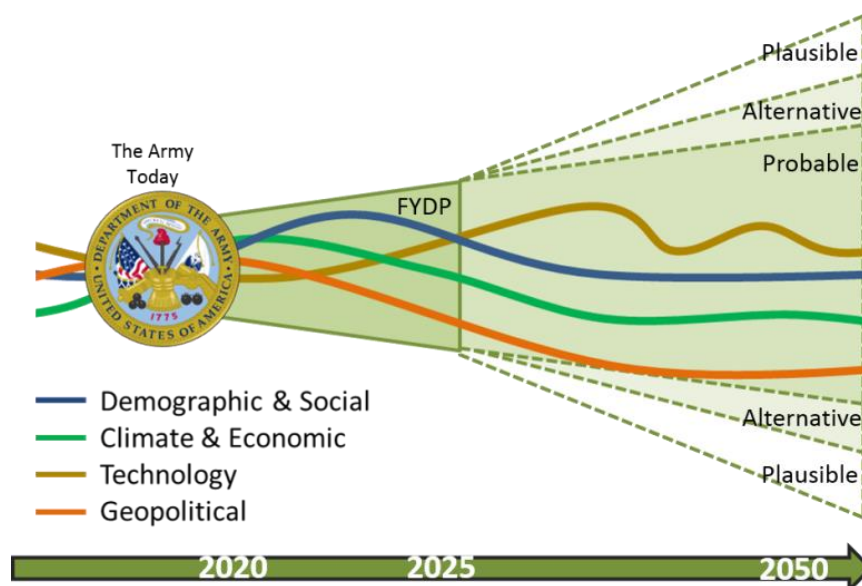 Plausible
Alternative
The Army
Today
Probable
DEPARTMENT OF THE ARMY
UNITED STATES OF AMERICA
1775
FYDP
Demographic & Social
Climate & Economic
Alternative
Technology
Plausible
Geopolitical
2020
2025
2050